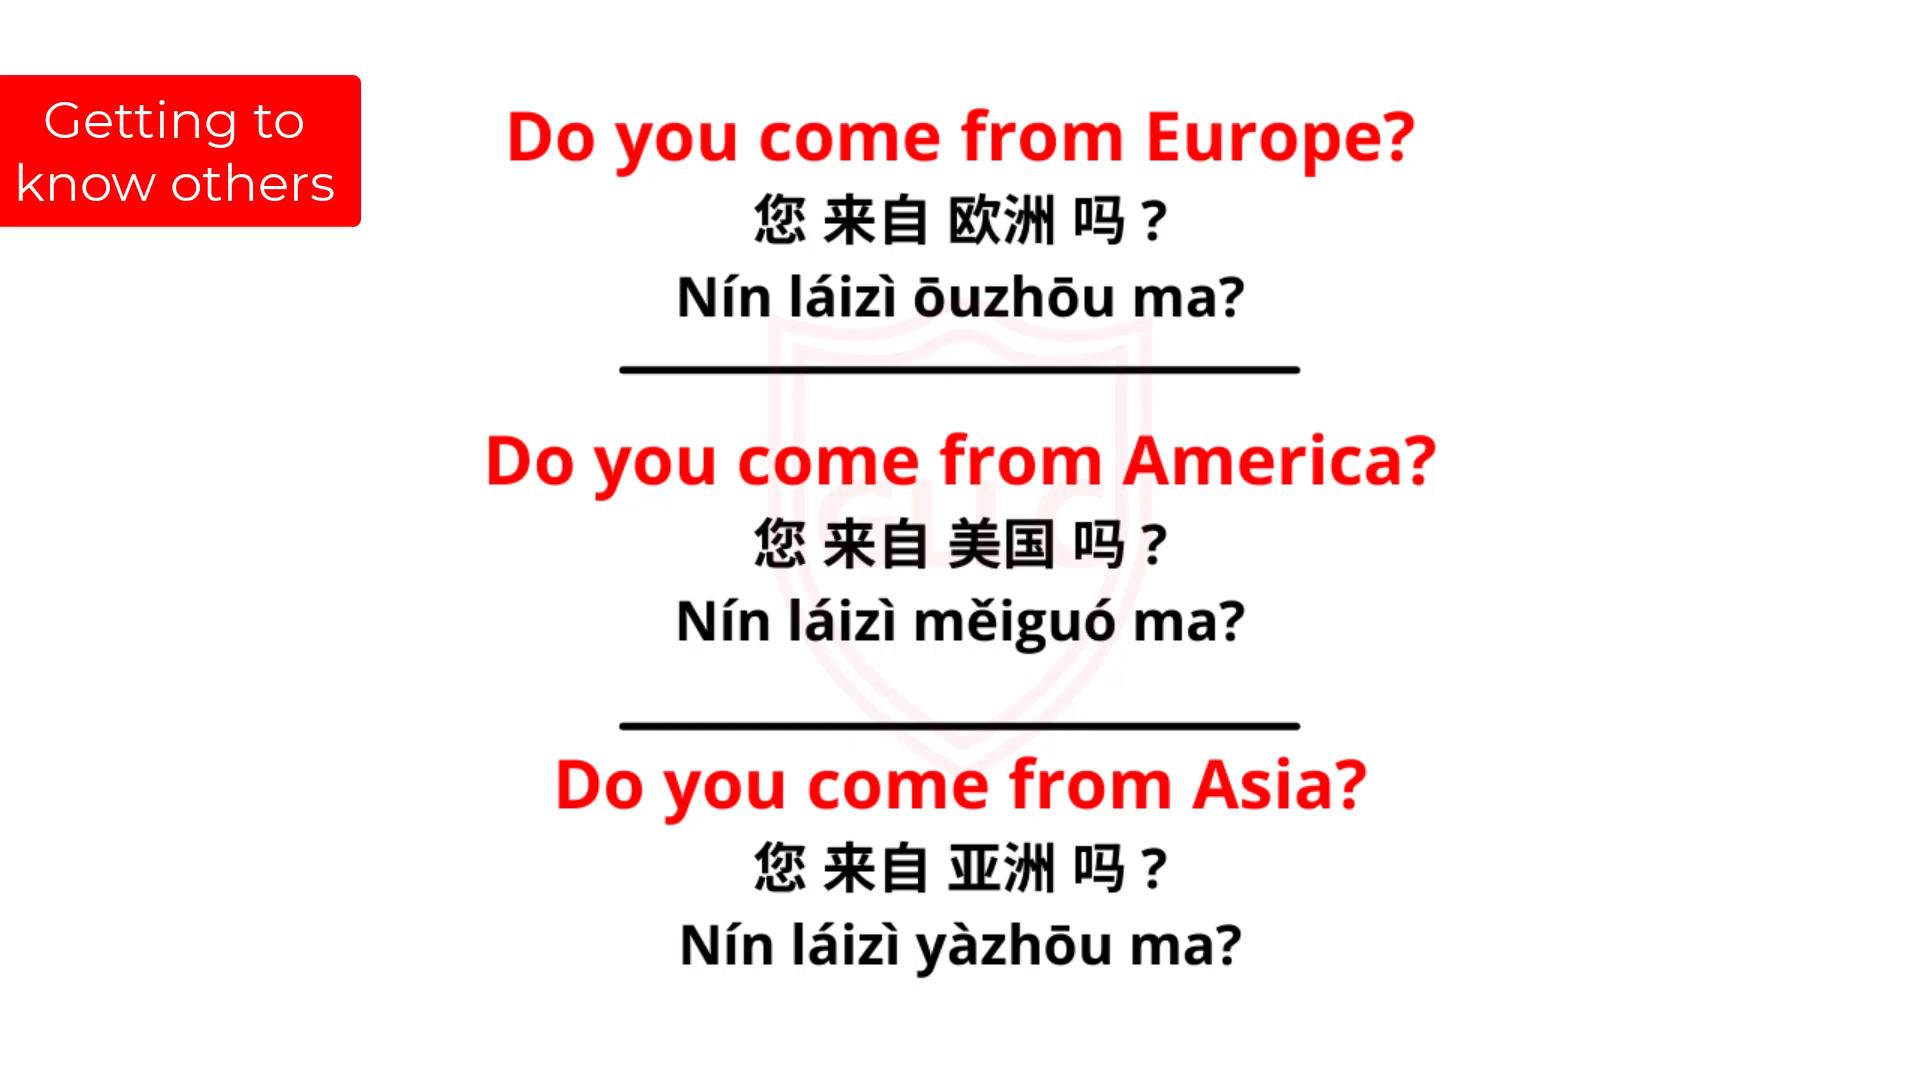 Getting to
know others
Do you come from Europe?
您 来自 欧洲 吗 ?
Nín láizì ōuzhōu ma?
Do you come from America?
您 来自 美国 吗 ?
Nín láizì měiguó ma?
Do you come from Asia?
您 来自 亚洲 吗 ?
Nín láizì yàzhōu ma?